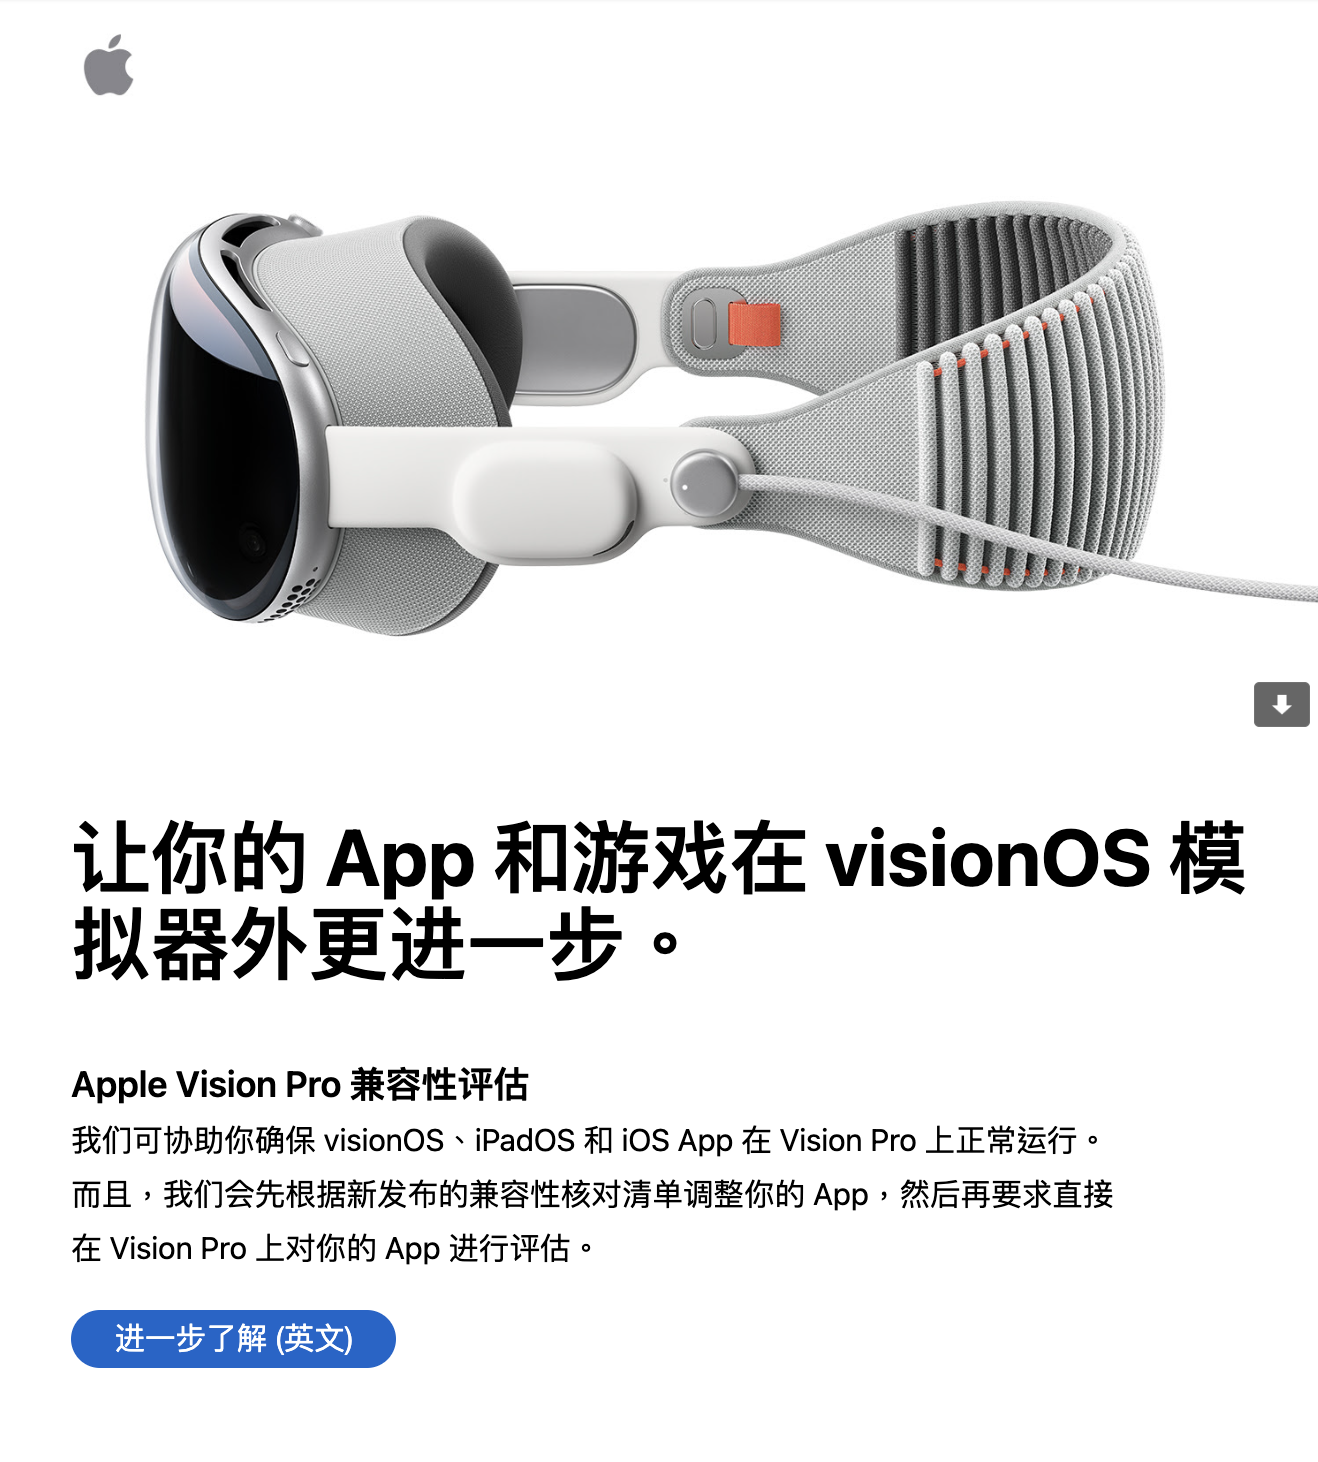 让你的 App 和游戏在 visionOS 模
拟器外更进一步。
Apple Vision Pro 兼容性评估
我们可协助你确保 visionOS、iPadOS 和 iOS App 在 Vision Pro 上正常运行。
而且，我们会先根据新发布的兼容性核对清单调整你的 App，然后再要求直接
在 Vision Pro 上对你的 App 进行评估。
进一步了解 (英文)